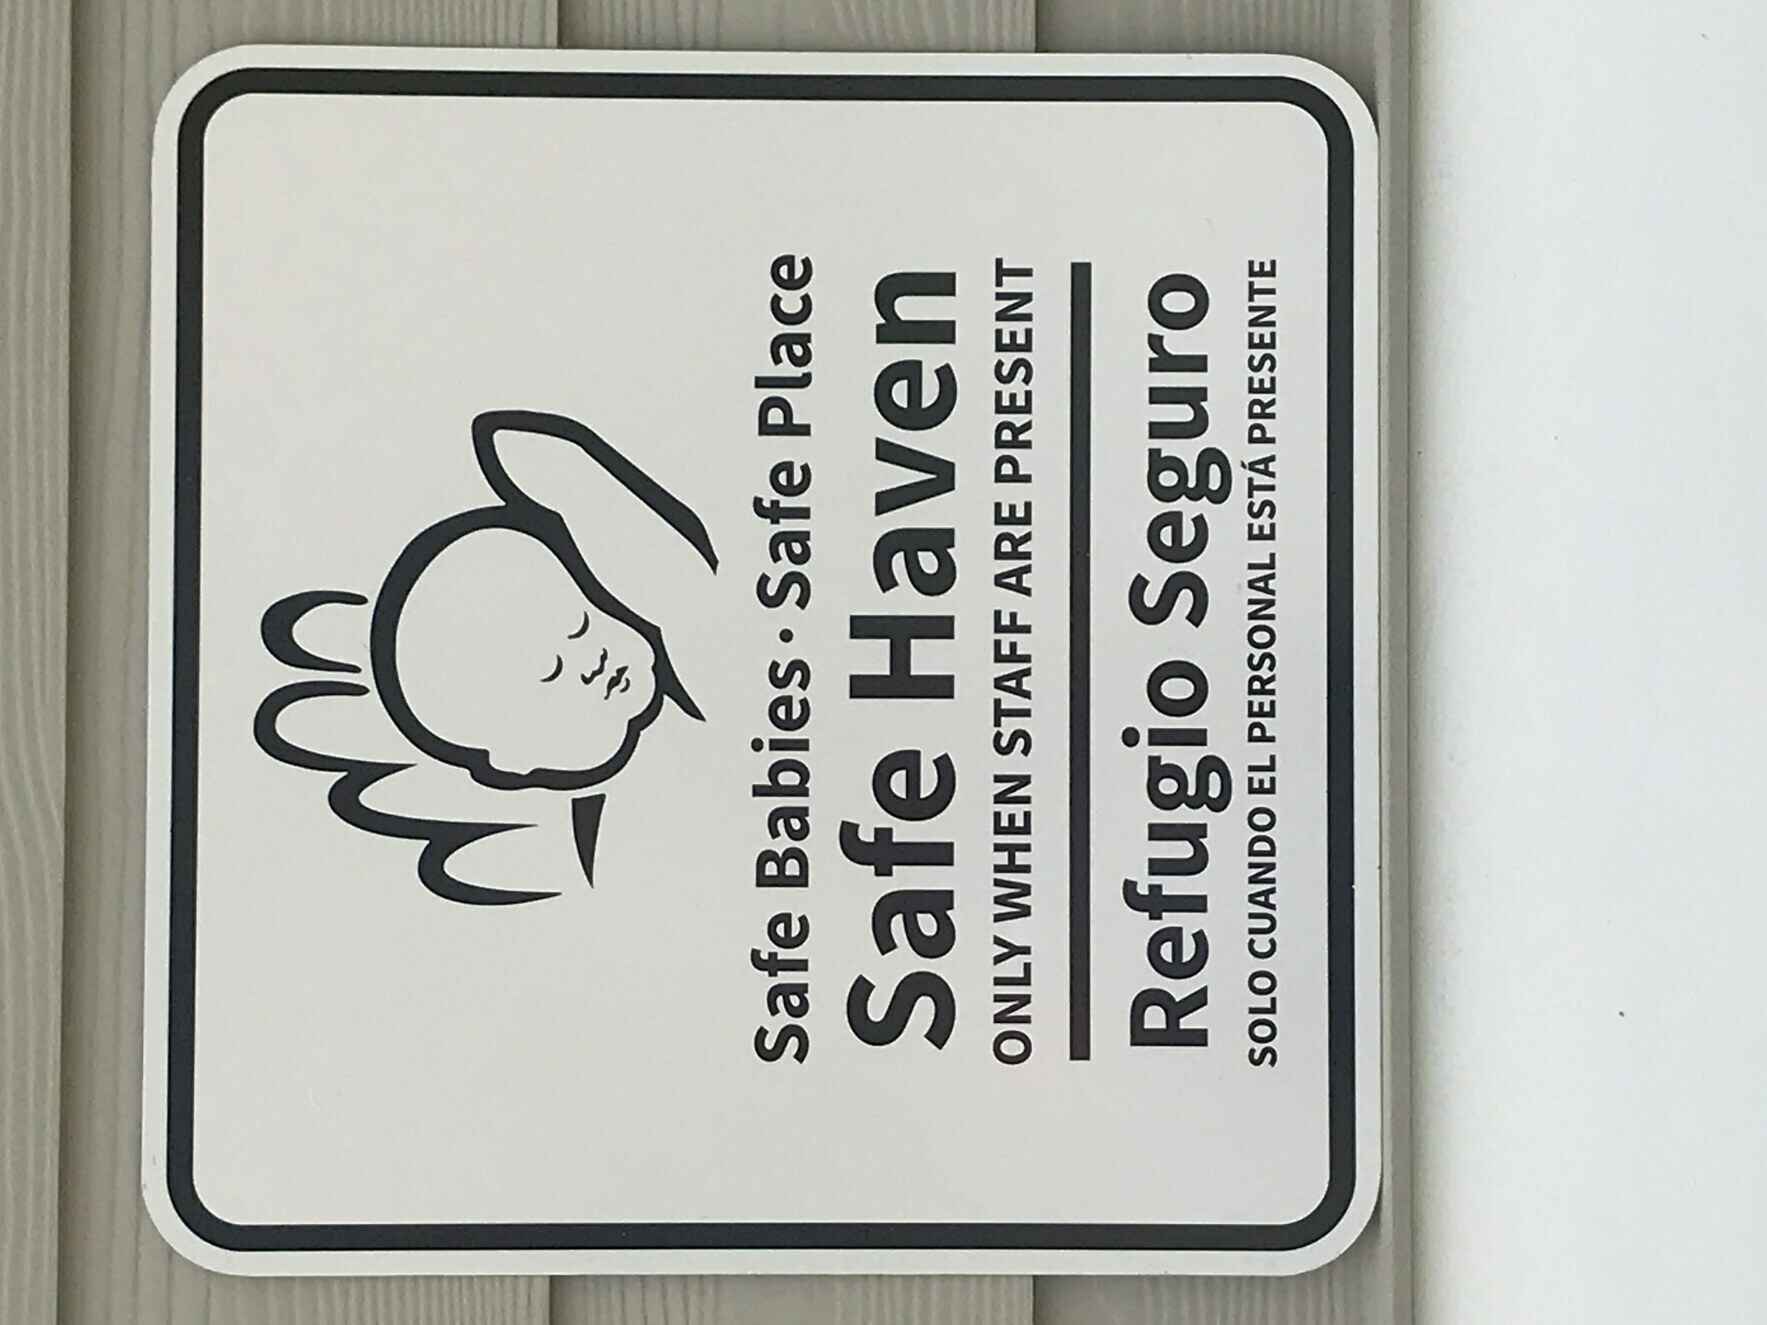 Safe Babies · Safe Place
Safe Haven
ONLY WHEN STAFF ARE PRESENT
Refugio Seguro
SOLO CUANDO EL PERSONAL ESTÁ PRESENTE